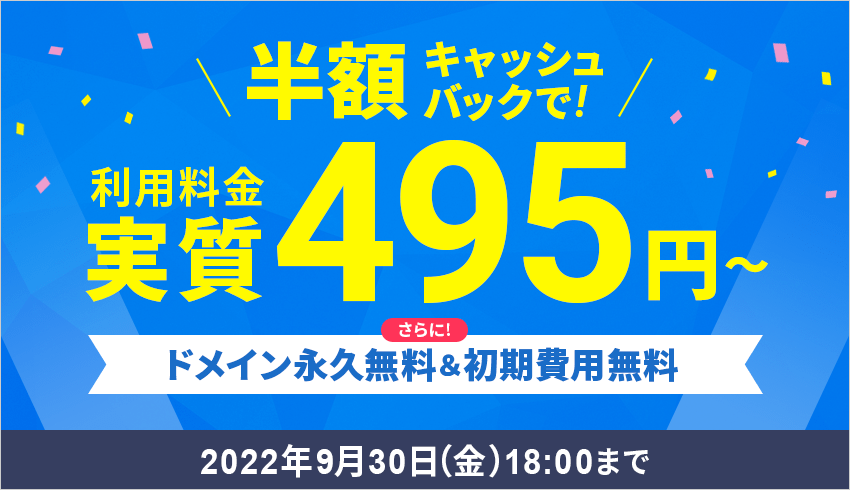 半額 キャッシュ
バックで!
利用料金
実質 495円~
さらに!
ドメイン永久無料&初期費用無料
2022年9月30日(金)18:00まで